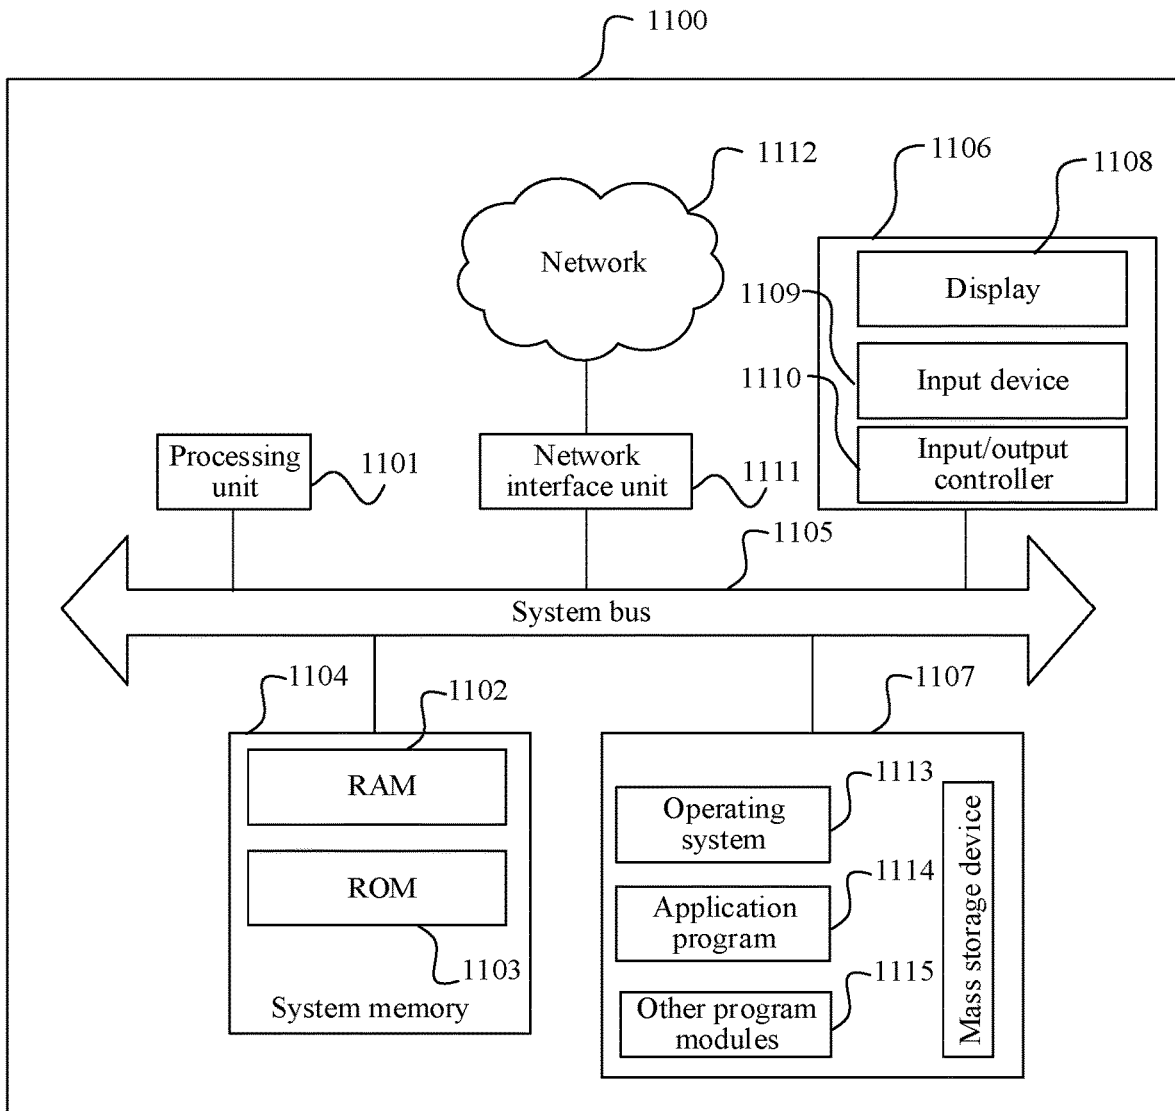 1100
1112
1106
1108
Network
Display
1109
Input device
1110
Processing
unit
1101
Network
interface unit
1111
Input/output
controller
1105
System bus
1104
1102
1107
RAM
1113
Operating
system
ROM
1114
Application
program
1103
1115
System memory
Other program
modules
Mass storage device